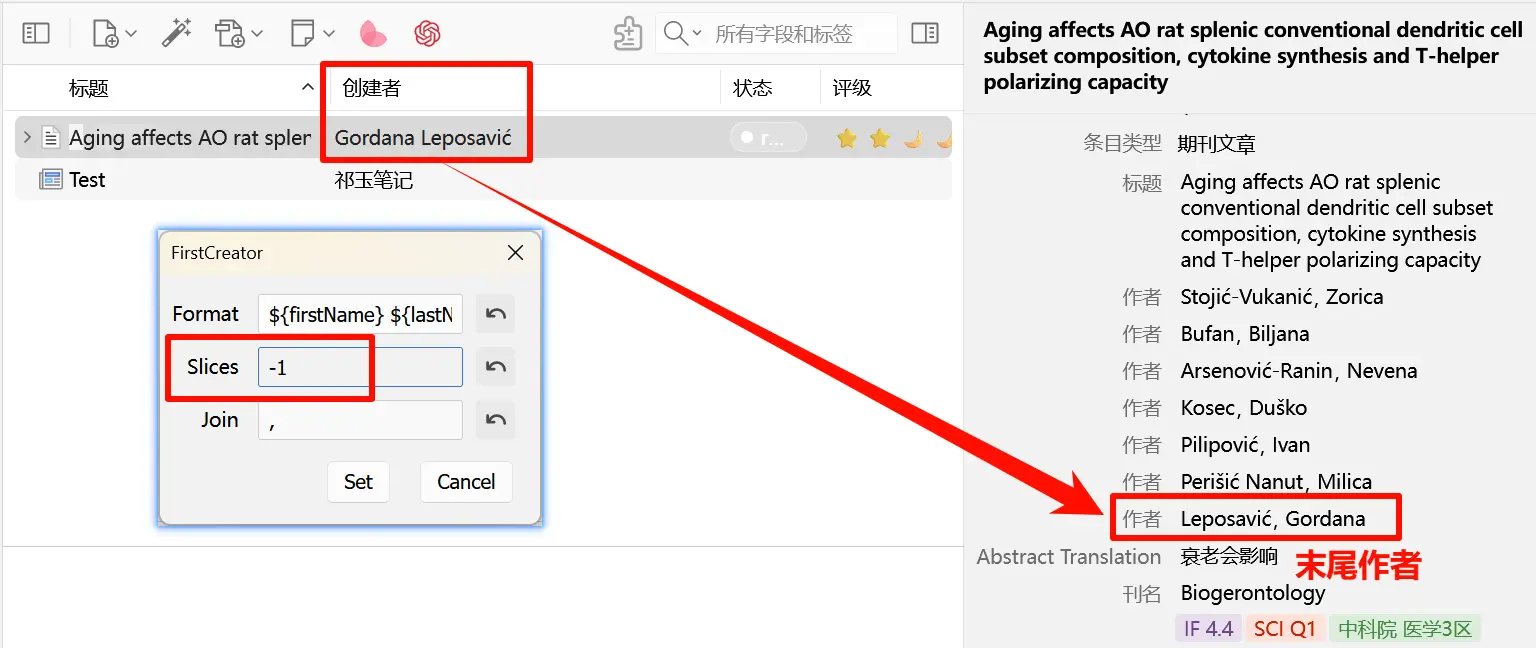 所有字段和标签
标题 创建者 状态 评级
Aging affects AO rat spler Gordana Leposavić r...
Test 祁玉笔记
FirstCreator
Format ${firstName} ${lastN
Slices -1
Join ,
Set Cancel
Aging affects AO rat splenic conventional dendritic cell
subset composition, cytokine synthesis and T-helper
polarizing capacity
条目类型 期刊文章
标题 Aging affects AO rat splenic
conventional dendritic cell subset
composition, cytokine synthesis
and T-helper polarizing capacity
作者 Stojić-Vukanić, Zorica
作者 Bufan, Biljana
作者 Arsenović-Ranin, Nevena
作者 Kosec, Duško
作者 Pilipović, Ivan
作者 Perišić Nanut, Milica
作者 Leposavić, Gordana
Abstract Translation 衰老会影响
末尾作者
刊名 Biogerontology
IF 4.4 SCI Q1 中科院 医学3区